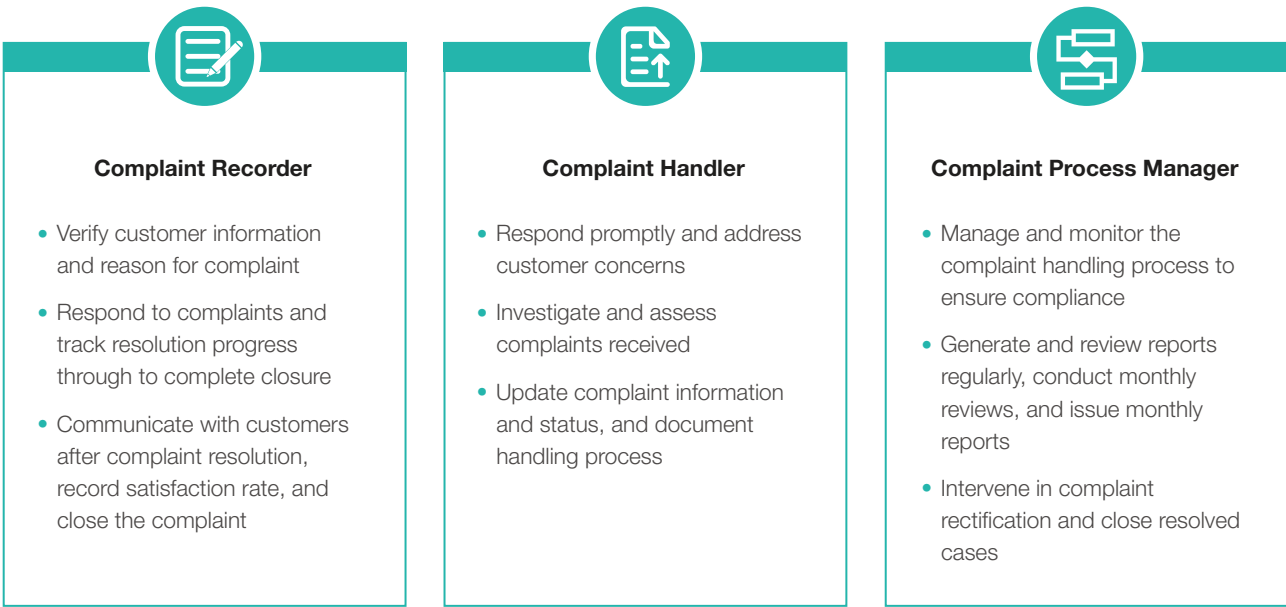 Complaint Recorder
• Verify customer information
and reason for complaint
• Respond to complaints and
track resolution progress
through to complete closure
• Communicate with customers
after complaint resolution,
record satisfaction rate, and
close the complaint
Complaint Handler
• Respond promptly and address
customer concerns
• Investigate and assess
complaints received
• Update complaint information
and status, and document
handling process
Complaint Process Manager
• Manage and monitor the
complaint handling process to
ensure compliance
• Generate and review reports
regularly, conduct monthly
reviews, and issue monthly
reports
• Intervene in complaint
rectification and close resolved
cases